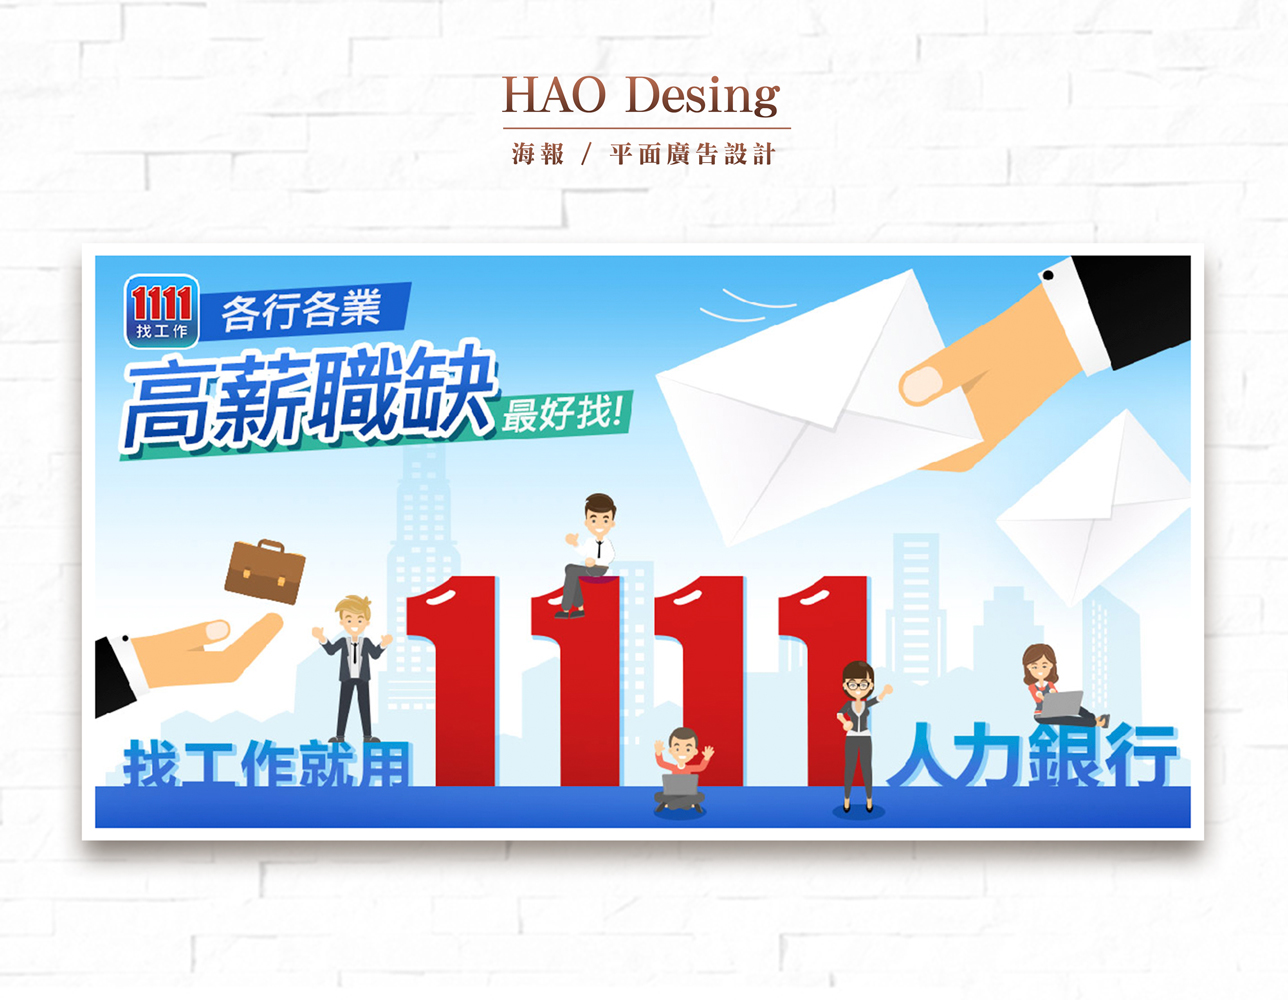 HAO Desing
海報 / 平面廣告設計
1111
找工作
各行各業
高薪職缺
最好找!
找工作就用
1111
人力銀行